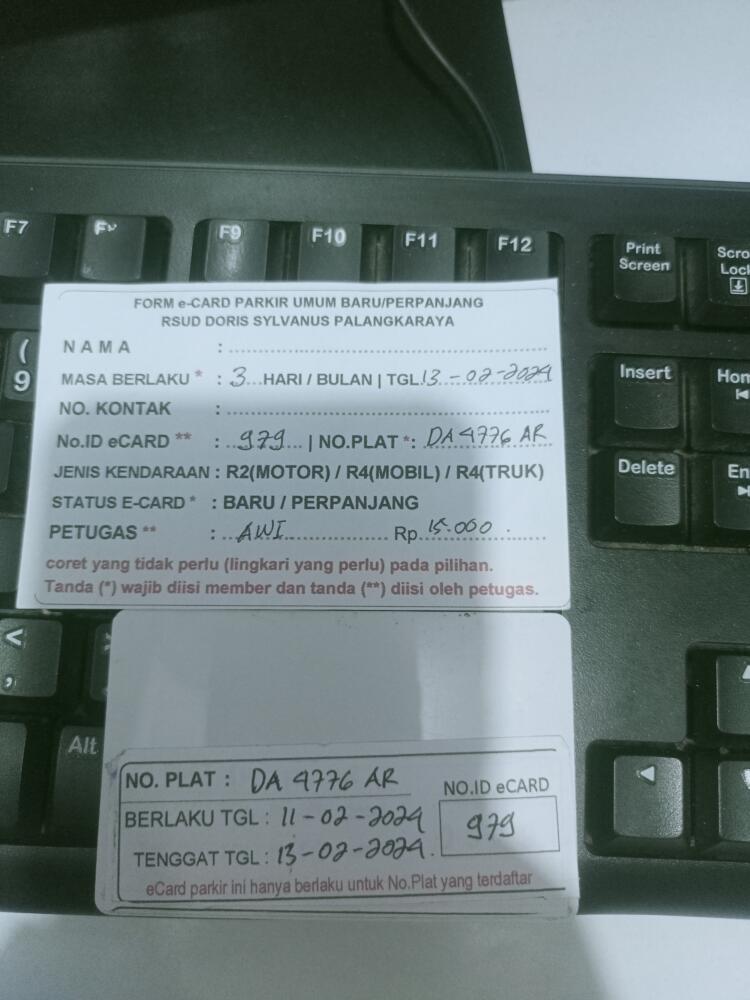 F7
F9
F10
F11
F12
Print Screen
Scro
Lock
FORM e-CARD PARKIR UMUM BARU/PERPANJANG
RSUD DORIS SYLVANUS PALANGKARAYA
NAMA :
MASA BERLAKU * : 3 HARI / BULAN | TGL 13-02-2024
NO. KONTAK :
No.ID eCARD ** : 979 | NO.PLAT *: DA 4776 AR
JENIS KENDARAAN : R2(MOTOR) / R4(MOBIL) / R4(TRUK)
STATUS E-CARD * : BARU / PERPANJANG
PETUGAS ** : AWI Rp. 15.000
coret yang tidak perlu (lingkari yang perlu) pada pilihan.
Tanda (*) wajib diisi member dan tanda (**) diisi oleh petugas.
(
9
Insert
Hom
Delete
En
<
,
Alt
NO. PLAT : DA 4776 AR
NO.ID eCARD
979
BERLAKU TGL : 11-02-2024
TENGGAT TGL : 13-02-2024
eCard parkir ini hanya berlaku untuk No.Plat yang terdaftar